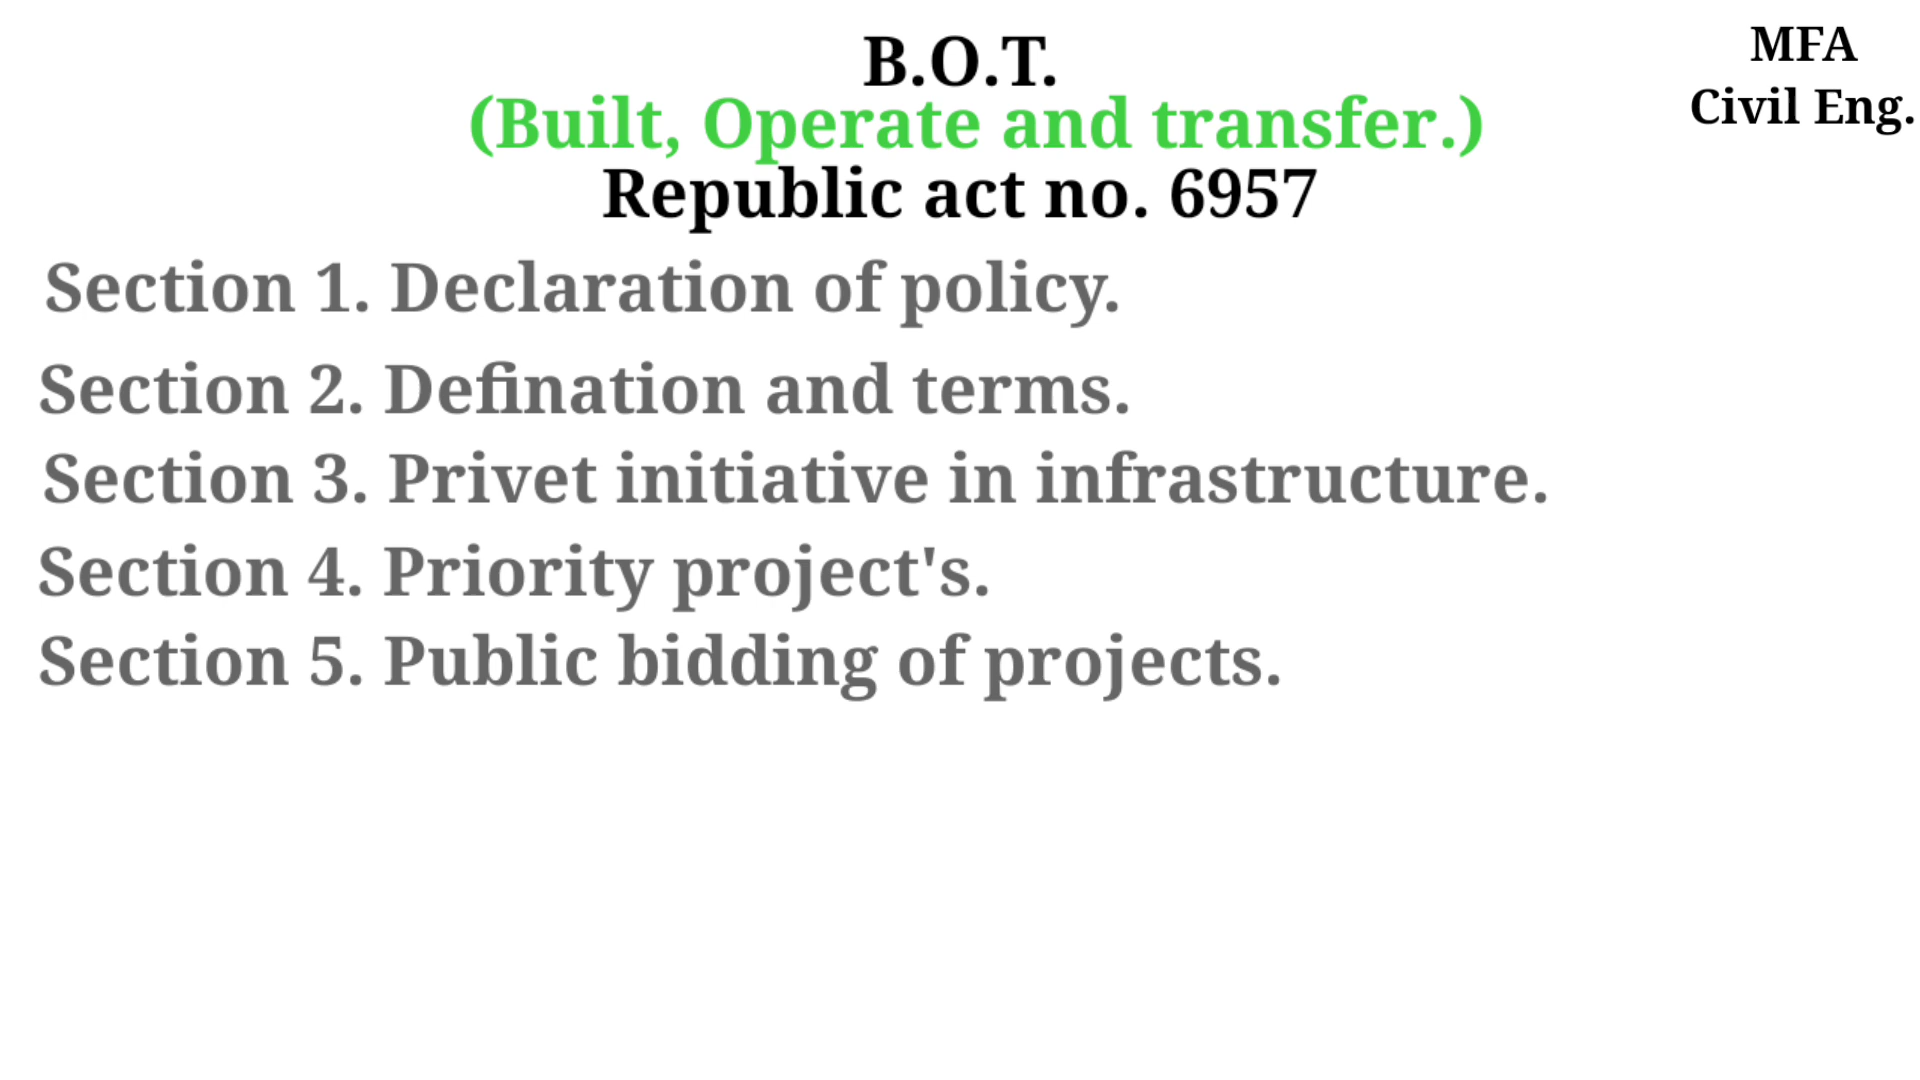 B.O.T.
(Built, Operate and transfer.)
Republic act no. 6957
MFA
Civil Eng.
Section 1. Declaration of policy.
Section 2. Defination and terms.
Section 3. Privet initiative in infrastructure.
Section 4. Priority project's.
Section 5. Public bidding of projects.